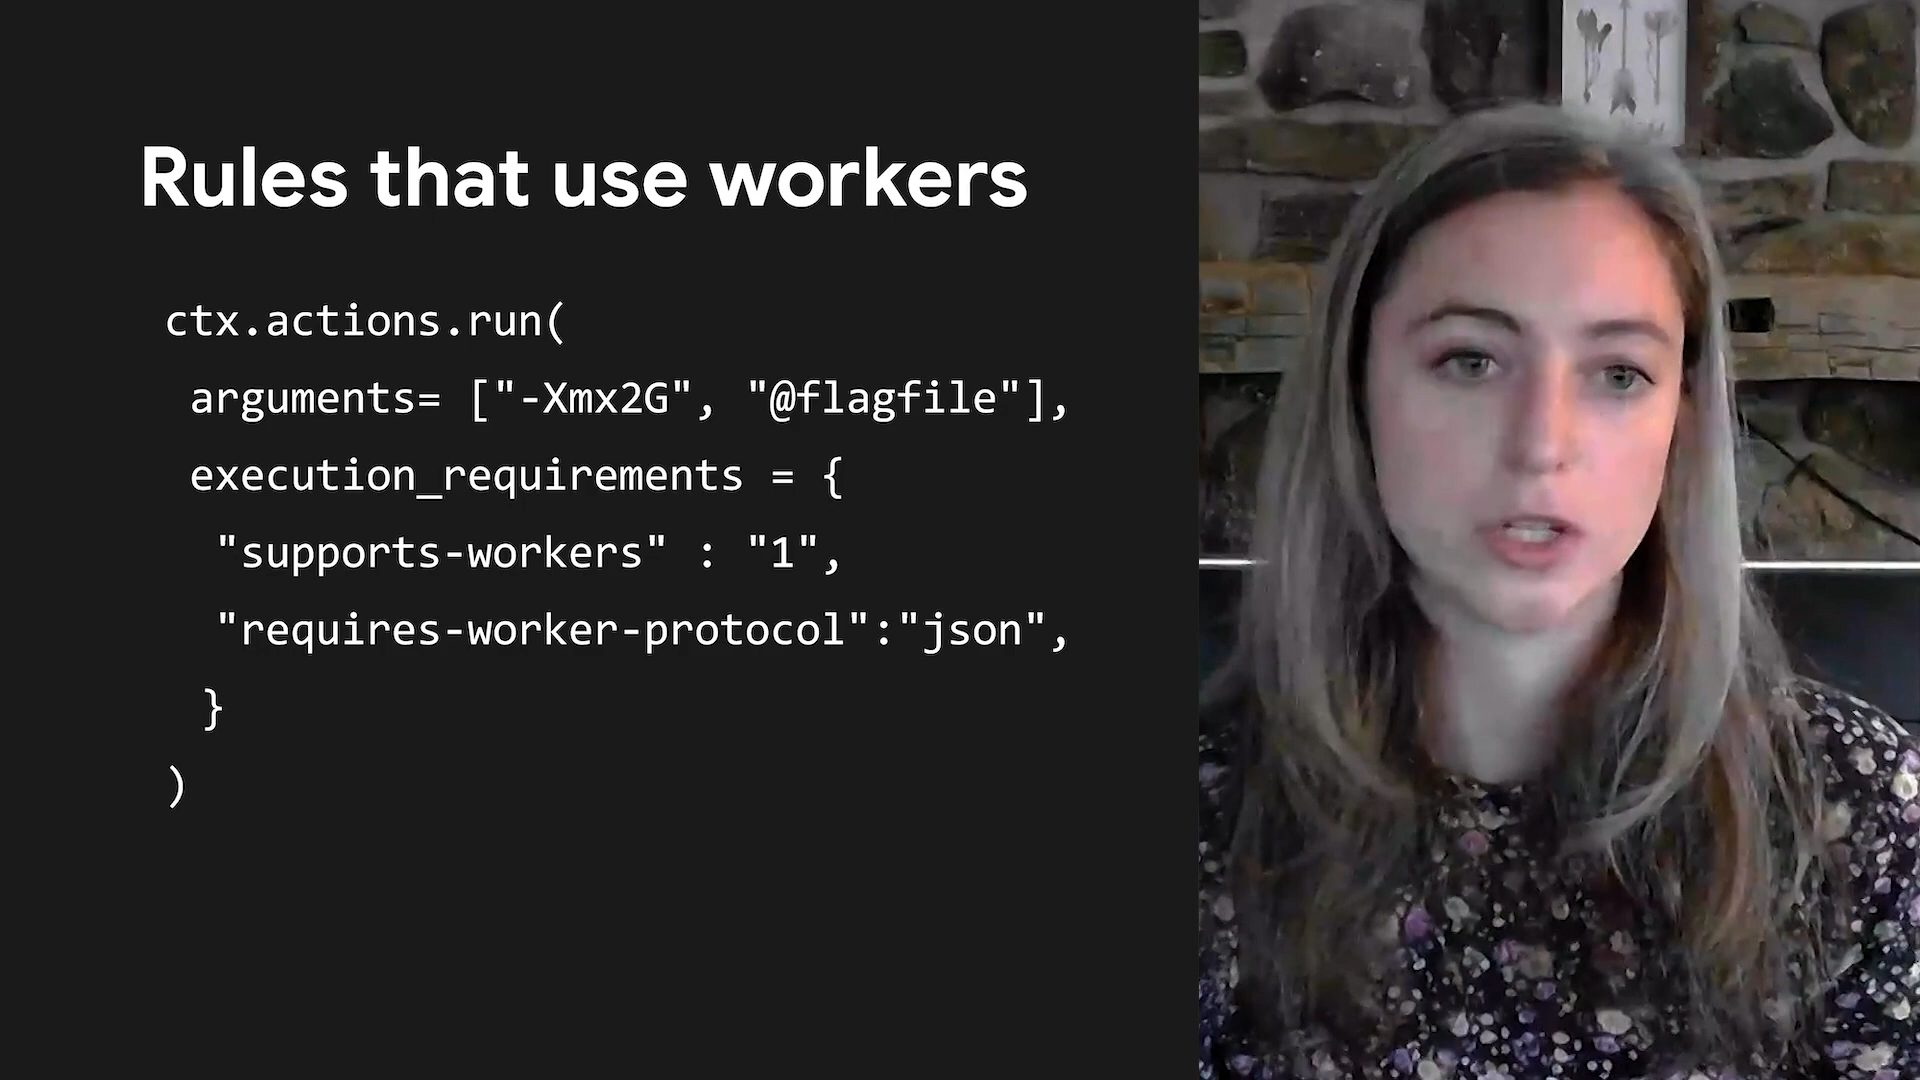 Rules that use workers
ctx.actions.run(
arguments= ["-Xmx2G", "@flagfile"],
execution_requirements = {
"supports-workers" : "1",
"requires-worker-protocol":"json",
}
)